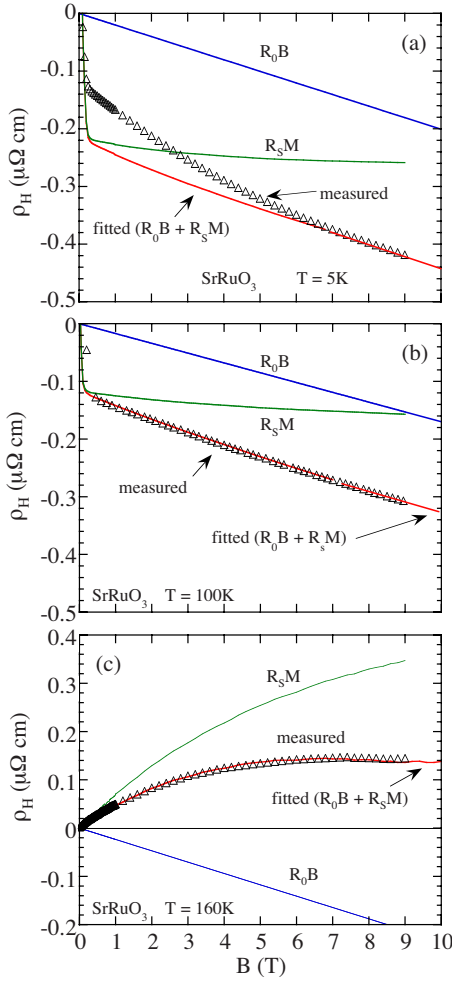 0
(a)
R₀B
-0.1
-0.2
RₛM
ρ_H (μΩ cm)
-0.3
measured
fitted (R₀B + RₛM)
-0.4
SrRuO₃ T = 5K
-0.5
0
(b)
R₀B
-0.1
RₛM
-0.2
ρ_H (μΩ cm)
measured
-0.3
fitted (R₀B + RₛM)
-0.4
SrRuO₃ T = 100K
-0.5
0.4
(c)
RₛM
0.3
0.2
measured
ρ_H (μΩ cm)
0.1
fitted (R₀B + RₛM)
0
R₀B
-0.1
SrRuO₃ T = 160K
-0.2
0 1 2 3 4 5 6 7 8 9 10
B (T)